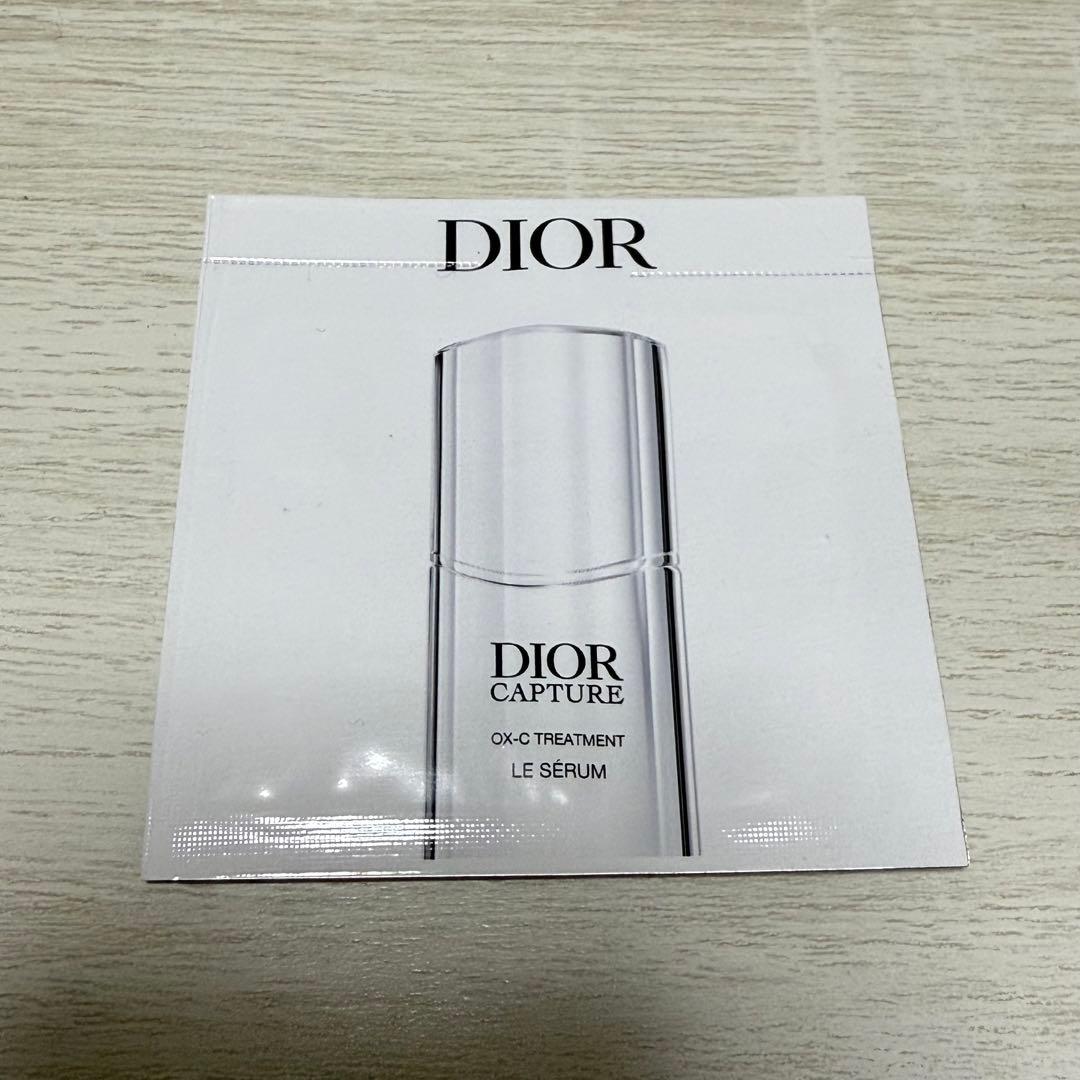 DIOR
DIOR
CAPTURE
OX-C TREATMENT
LE SÉRUM